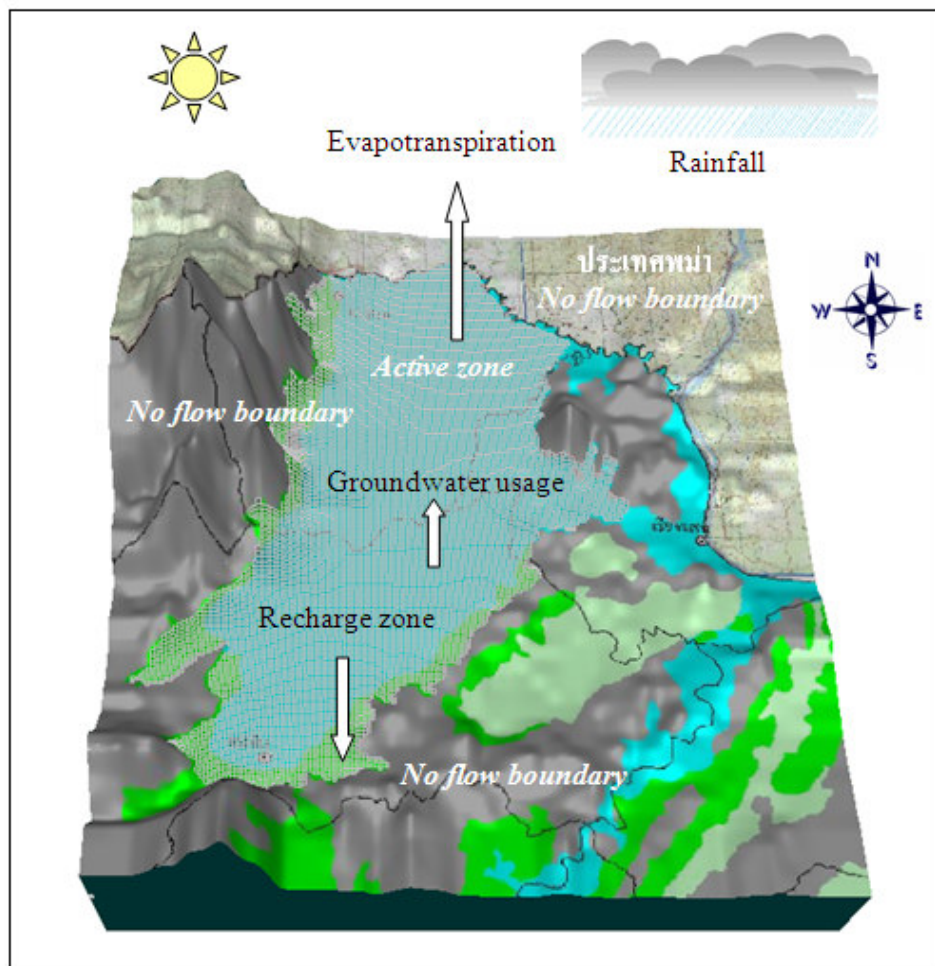 Evapotranspiration
Rainfall
ประเทศพม่า
No flow boundary
N
W E
S
Active zone
No flow boundary
Groundwater usage
Recharge zone
No flow boundary